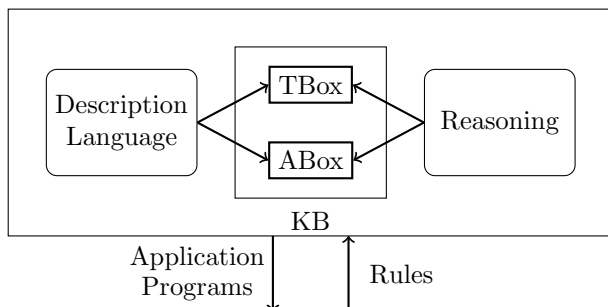 Description
Language
TBox
ABox
Reasoning
KB
Application
Programs
Rules